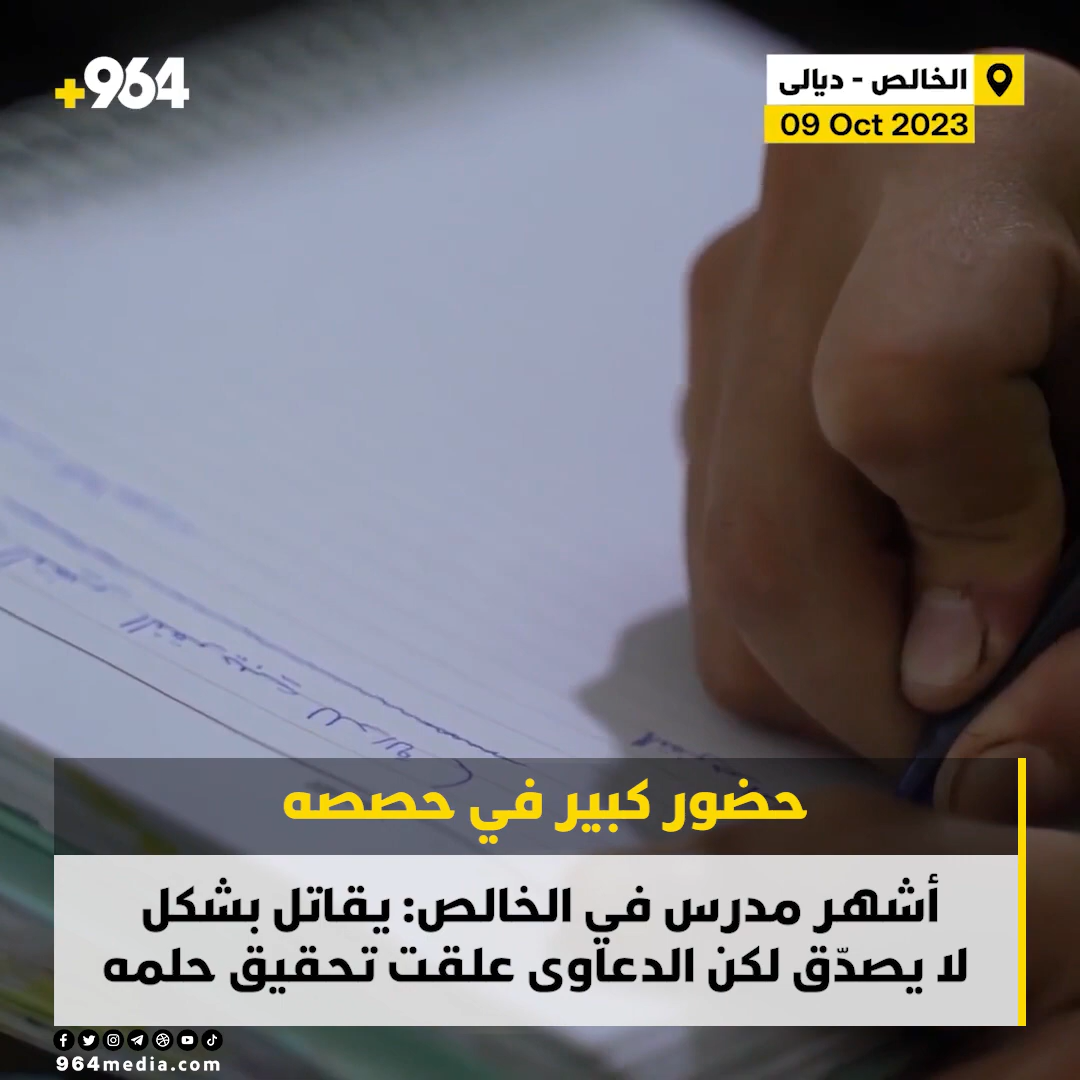 +964
الخالص - ديالى
09 Oct 2023
حضور كبير في حصصه
أشهر مدرس في الخالص: يقاتل بشكل
لا يصدّق لكن الدعاوى علقت تحقيق حلمه
964media.com